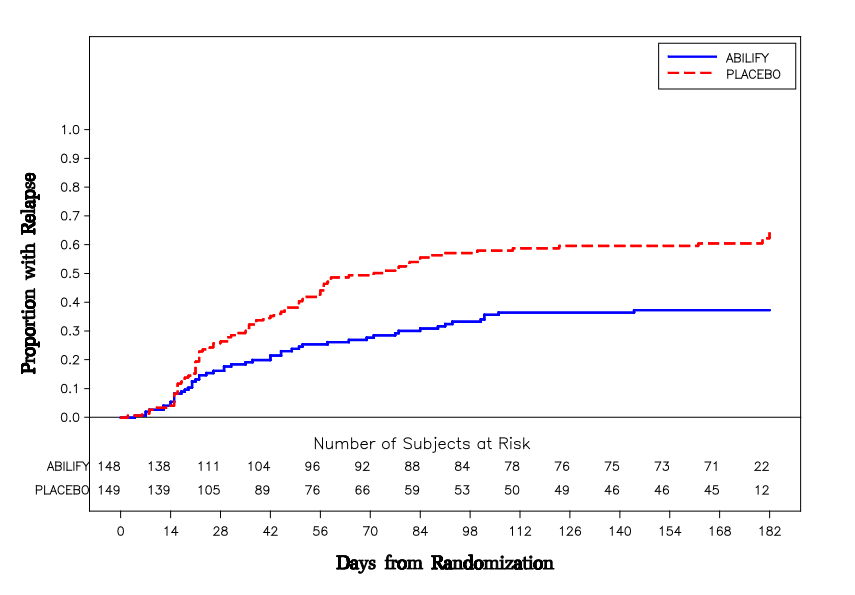 ABILIFY
PLACEBO
Proportion with Relapse
1.0
0.9
0.8
0.7
0.6
0.5
0.4
0.3
0.2
0.1
0.0
Number of Subjects at Risk
ABILIFY 148 138 111 104 96 92 88 84 78 76 75 73 71 22
PLACEBO 149 139 105 89 76 66 59 53 50 49 46 46 45 12
0 14 28 42 56 70 84 98 112 126 140 154 168 182
Days from Randomization